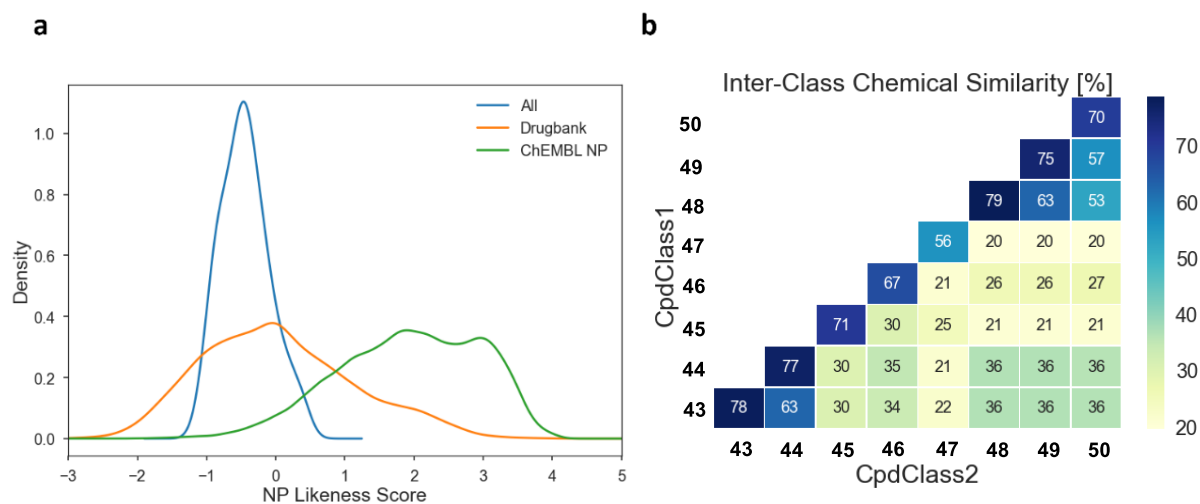 a
All
Drugbank
ChEMBL NP
1.0
0.8
0.6
0.4
0.2
0.0
Density
−3 −2 −1 0 1 2 3 4 5
NP Likeness Score
b
Inter-Class Chemical Similarity [%]
50 70
49 75 57
48 79 63 53
47 56 20 20 20
46 67 21 26 26 27
45 71 30 25 21 21 21
44 77 30 35 21 36 36 36
43 78 63 30 34 22 36 36 36
CpdClass1
43 44 45 46 47 48 49 50
CpdClass2
70
60
50
40
30
20